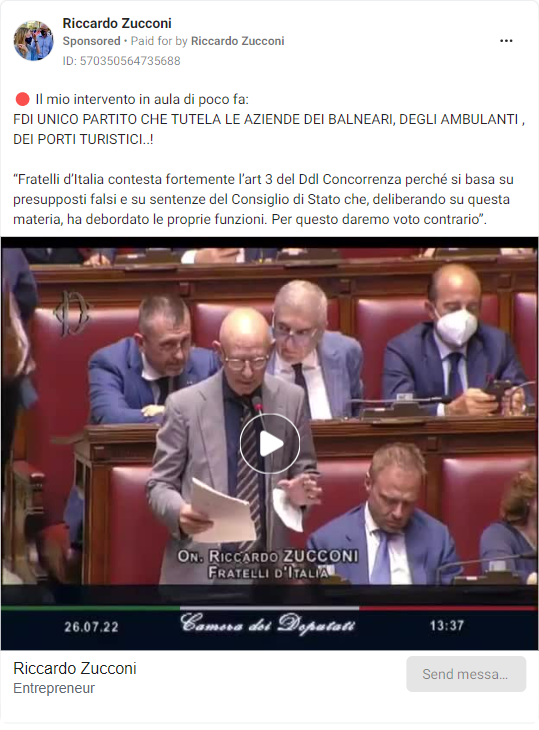 Riccardo Zucconi
Sponsored • Paid for by Riccardo Zucconi
ID: 570350564735688
Il mio intervento in aula di poco fa:
FDI UNICO PARTITO CHE TUTELA LE AZIENDE DEI BALNEARI, DEGLI AMBULANTI ,
DEI PORTI TURISTICI..!
“Fratelli d’Italia contesta fortemente l’art 3 del Ddl Concorrenza perché si basa su
presupposti falsi e su sentenze del Consiglio di Stato che, deliberando su questa
materia, ha debordato le proprie funzioni. Per questo daremo voto contrario”.
On. Riccardo ZUCCONI
Fratelli d'Italia
26.07.22 Camera dei Deputati 13:37
Riccardo Zucconi
Entrepreneur
Send messa...